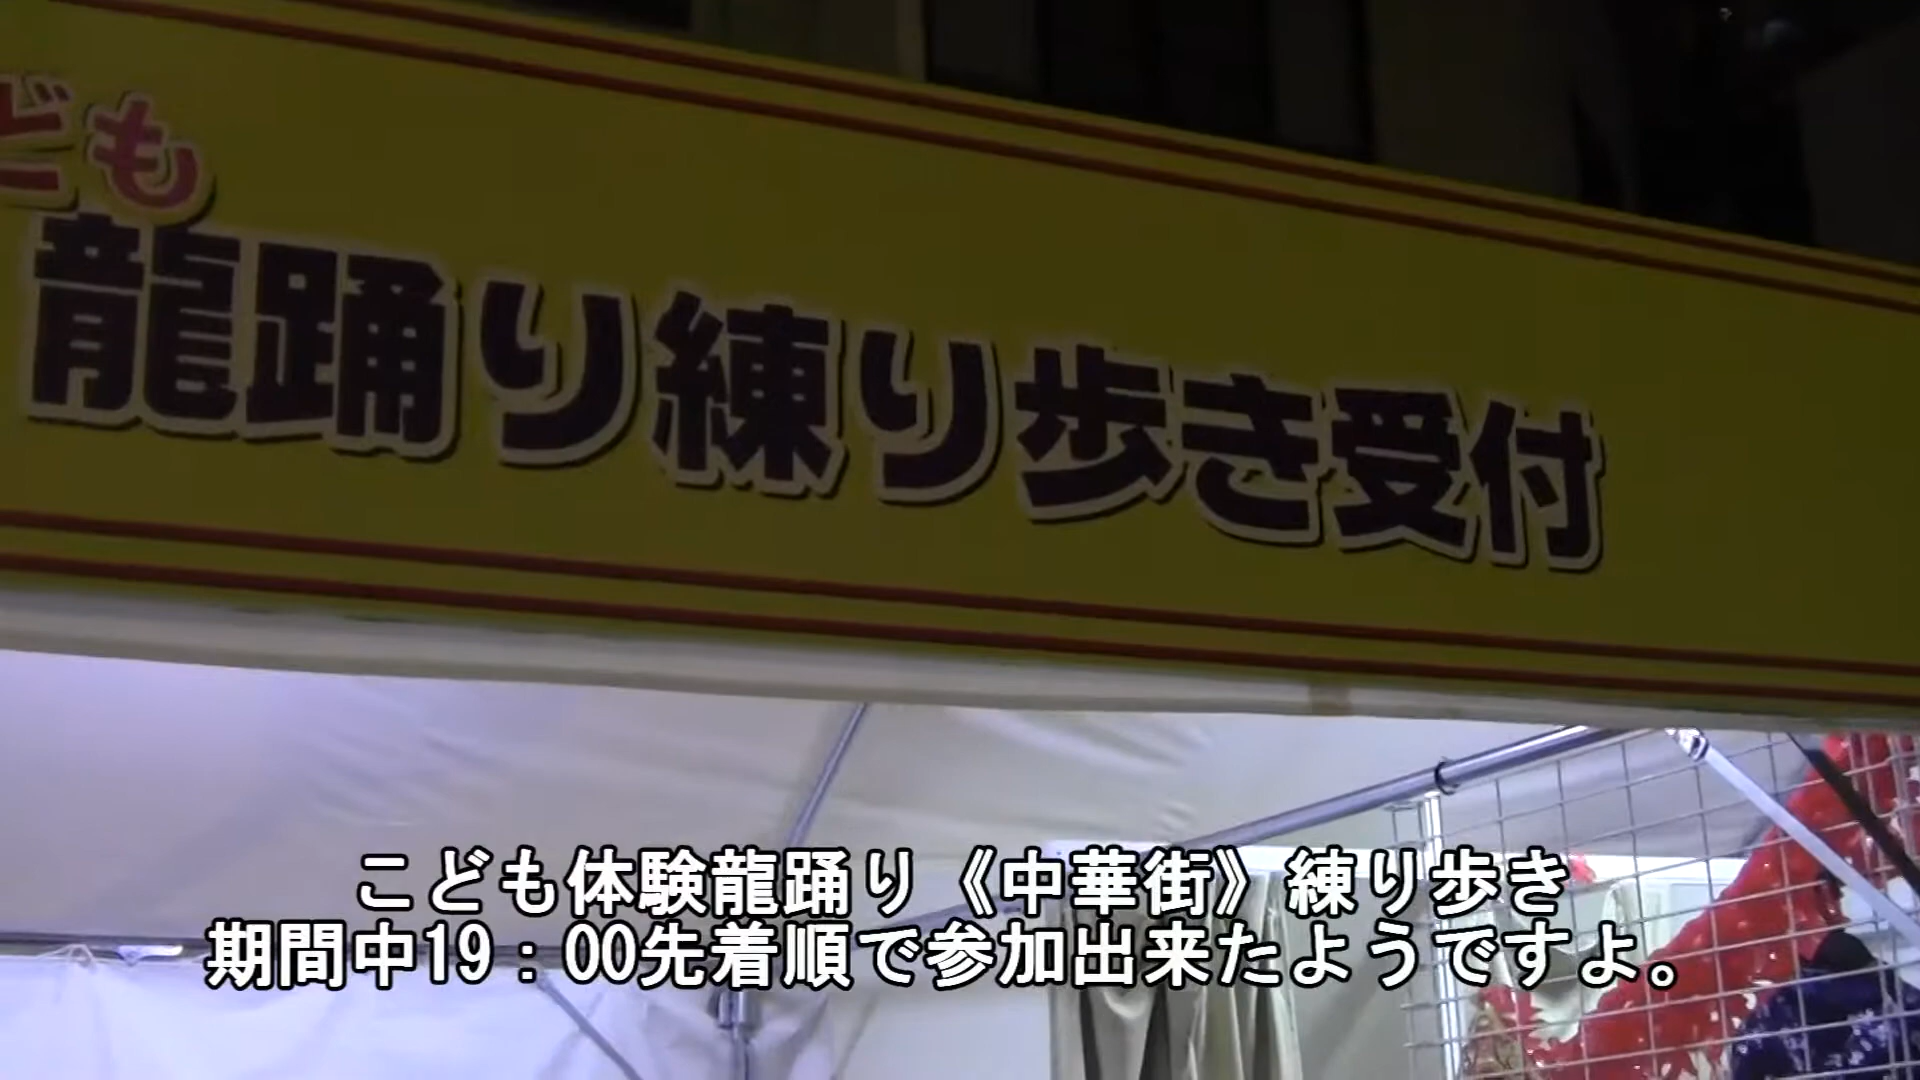 ども
龍踊り練り歩き受付
こども体験龍踊り《中華街》練り歩き
期間中19：00先着順で参加出来たようですよ。